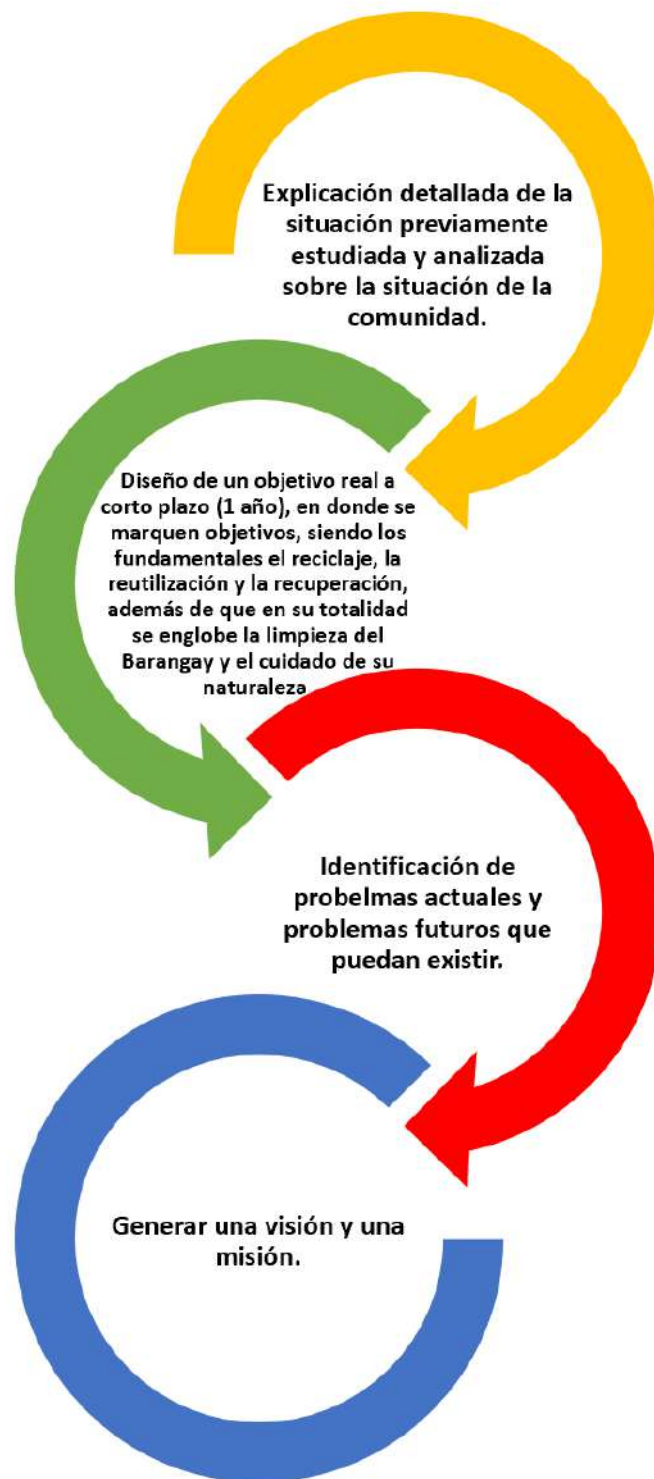 Explicación detallada de la
situación previamente
estudiada y analizada
sobre la situación de la
comunidad.
Diseño de un objetivo real a
corto plazo (1 año), en donde se
marquen objetivos, siendo los
fundamentales el reciclaje, la
reutilización y la recuperación,
además de que en su totalidad
se englobe la limpieza del
Barangay y el cuidado de su
naturaleza
Identificación de
probelmas actuales y
problemas futuros que
puedan existir.
Generar una visión y una
misión.